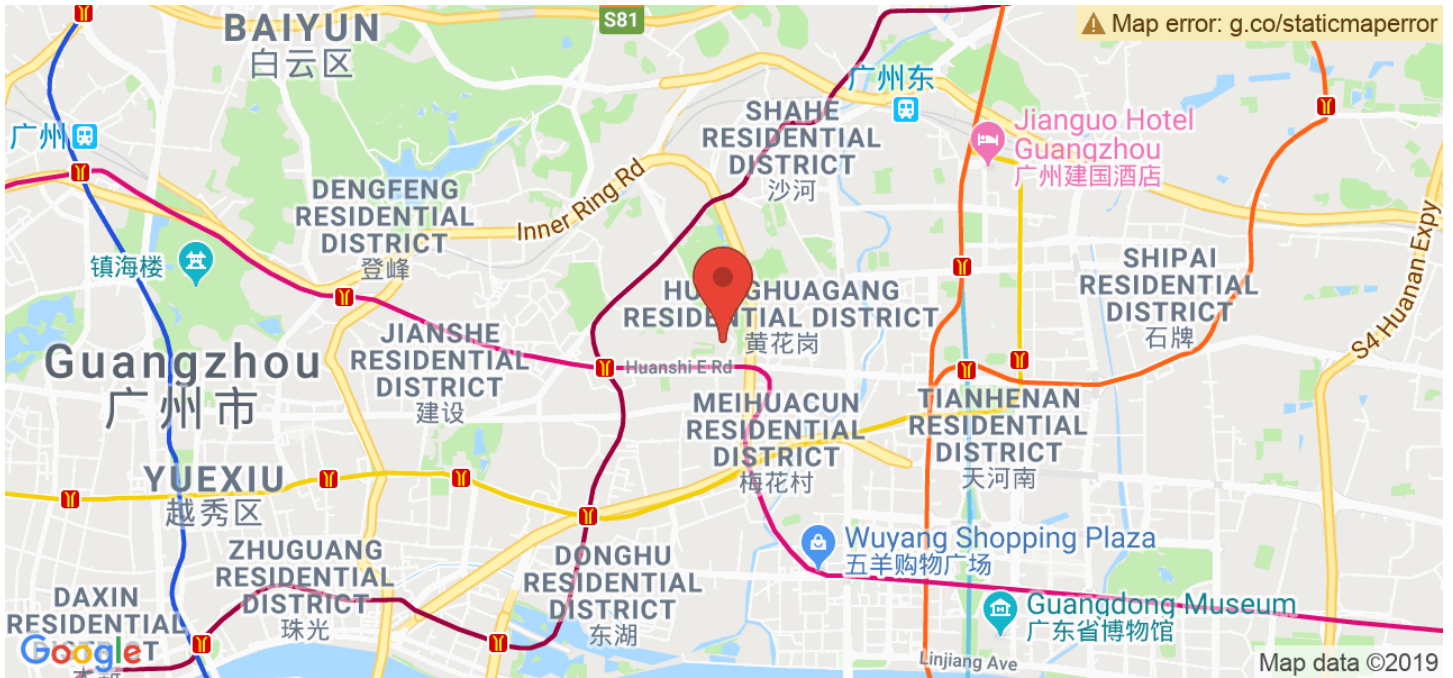 S81
Map error: g.co/staticmaperror
BAIYUN
白云区
广州东
广州
SHAHE
RESIDENTIAL
DISTRICT
沙河
Jianguo Hotel
Guangzhou
广州建国酒店
DENGFENG
RESIDENTIAL
DISTRICT
登峰
Inner Ring Rd
镇海楼
SHIPAI
RESIDENTIAL
DISTRICT
石牌
S4 Huanan Expy
RESIDENTIAL DISTRICT
黄花岗
JIANSHE
RESIDENTIAL
DISTRICT
建设
Guangzhou
广州市
Huanshi E Rd
MEIHUACUN
RESIDENTIAL
DISTRICT
梅花村
TIANHENAN
RESIDENTIAL
DISTRICT
天河南
YUEXIU
越秀区
Wuyang Shopping Plaza
五羊购物广场
ZHUGUANG
RESIDENTIAL
DISTRICT
珠光
DONGHU
RESIDENTIAL
DISTRICT
东湖
DAXIN
RESIDENTIAL
Guangdong Museum
广东省博物馆
Google
Linjiang Ave
Map data ©2019